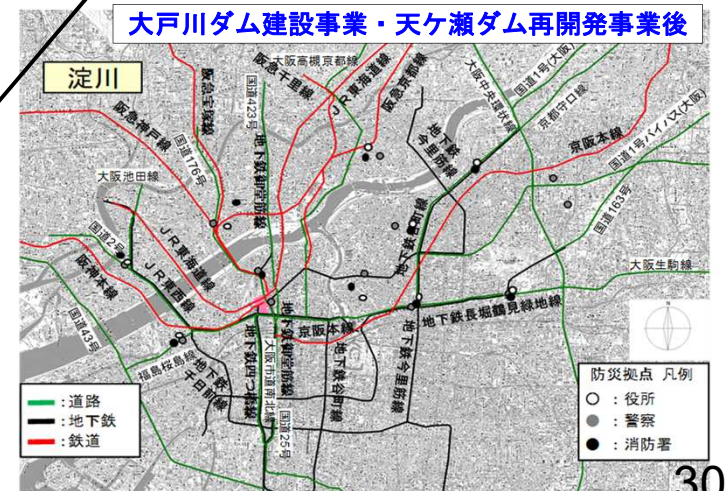 大戸川ダム建設事業・天ケ瀬ダム再開発事業後
淀川
阪急宝塚線
国道423号
大阪高槻京都線
阪急千里線
JR東海道線
阪急京都線
大阪中央環状線
国道1号(大阪)
京都守口線
京阪本線
国道1号バイパス(大阪)
国道163号
阪急神戸線
国道176号
地下鉄御堂筋線
地下鉄今里筋線
大阪池田線
国道2号
阪神本線
JR東海道線
JR東西線
地下鉄谷町線
大阪生駒線
国道43号
福島桜島線
地下鉄千日前線
地下鉄四つ橋線
大阪市道南北線
地下鉄御堂筋線
国道25号
京阪本線
地下鉄谷町線
地下鉄今里筋線
地下鉄長堀鶴見緑地線
N
:道路
:地下鉄
:鉄道
防災拠点 凡例
:役所
:警察
:消防署
30